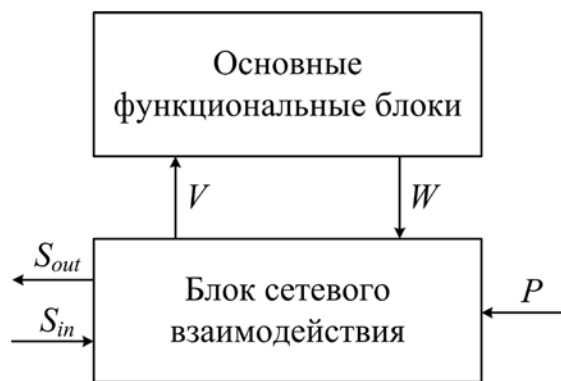 Основные
функциональные блоки
V
W
S_out
S_in
Блок сетевого
взаимодействия
P